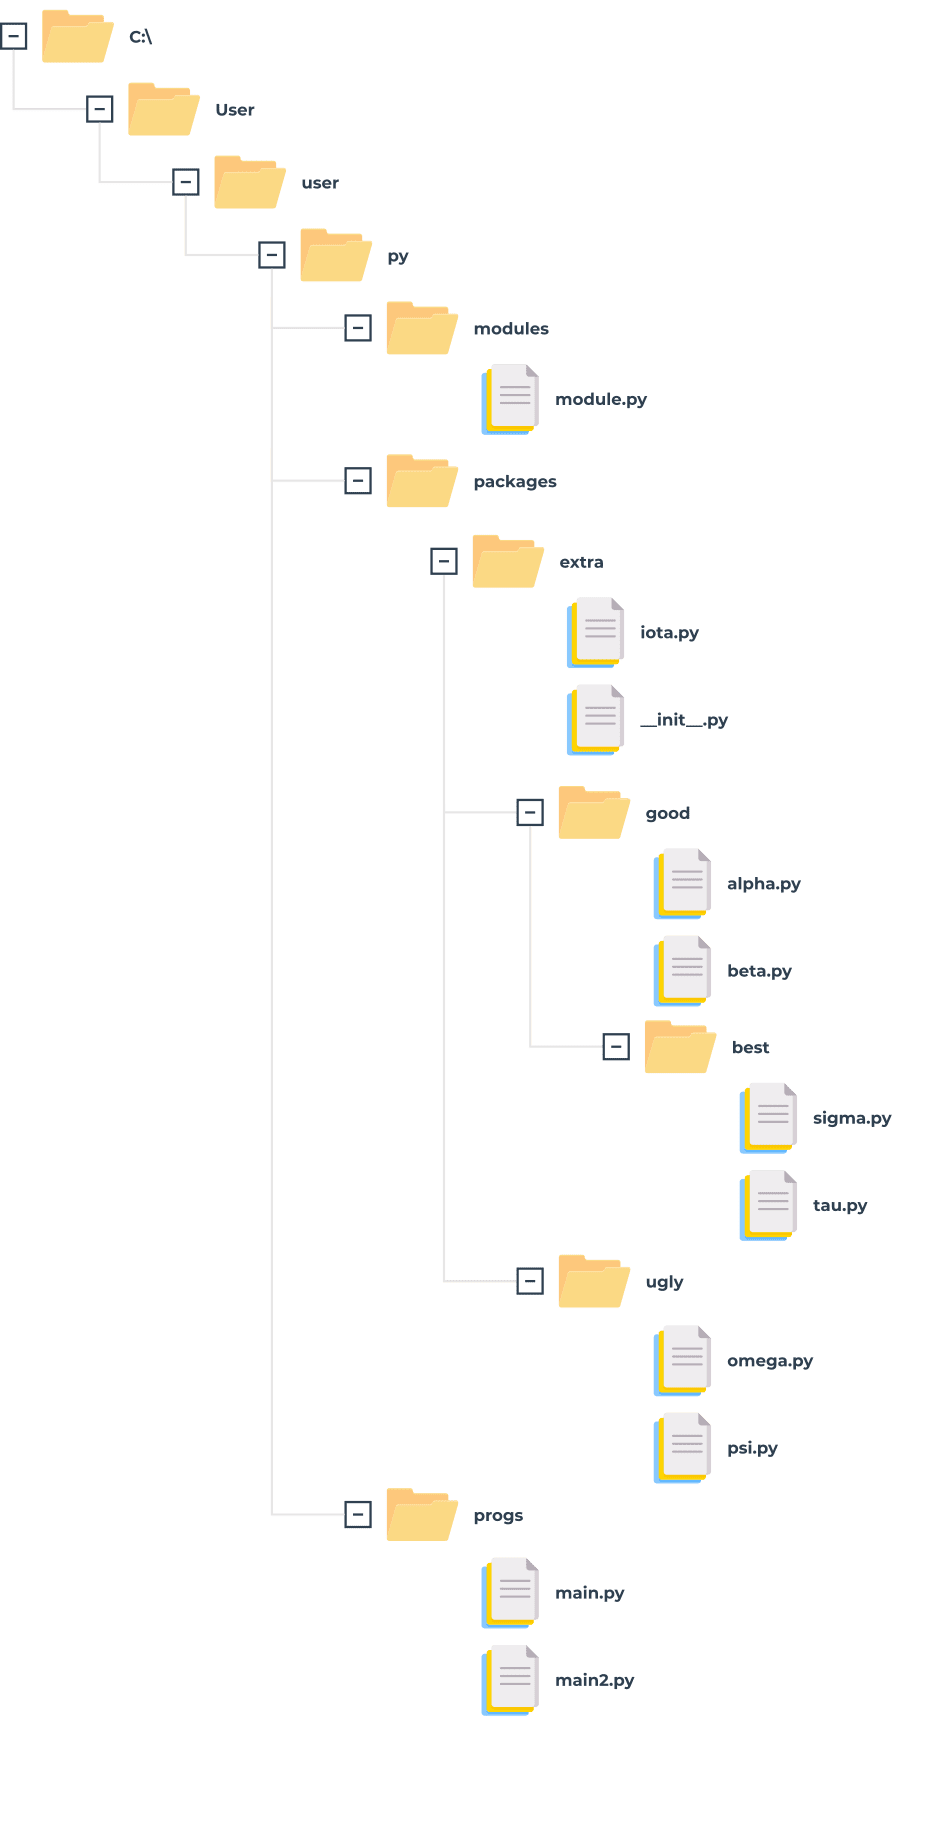 C:\
User
user
py
modules
module.py
packages
extra
iota.py
__init__.py
good
alpha.py
beta.py
best
sigma.py
tau.py
ugly
omega.py
psi.py
progs
main.py
main2.py